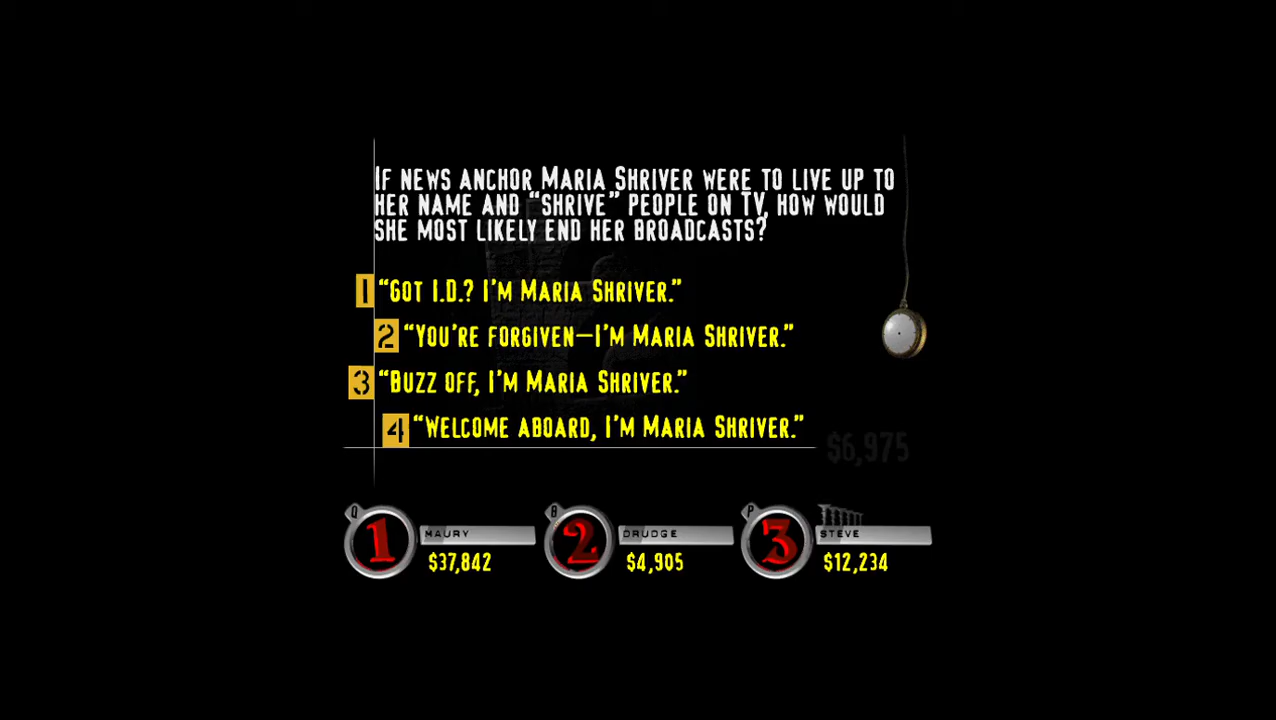 If news anchor Maria Shriver were to live up to
her name and “shrive” people on TV, how would
she most likely end her broadcasts?
1 “Got I.D.? I’m Maria Shriver.”
2 “You’re forgiven—I’m Maria Shriver.”
3 “Buzz off, I’m Maria Shriver.”
4 “Welcome aboard, I’m Maria Shriver.”
$6,975
Q B P
1 MAURY 2 DRUDGE 3 STEVE
$37,842 $4,905 $12,234